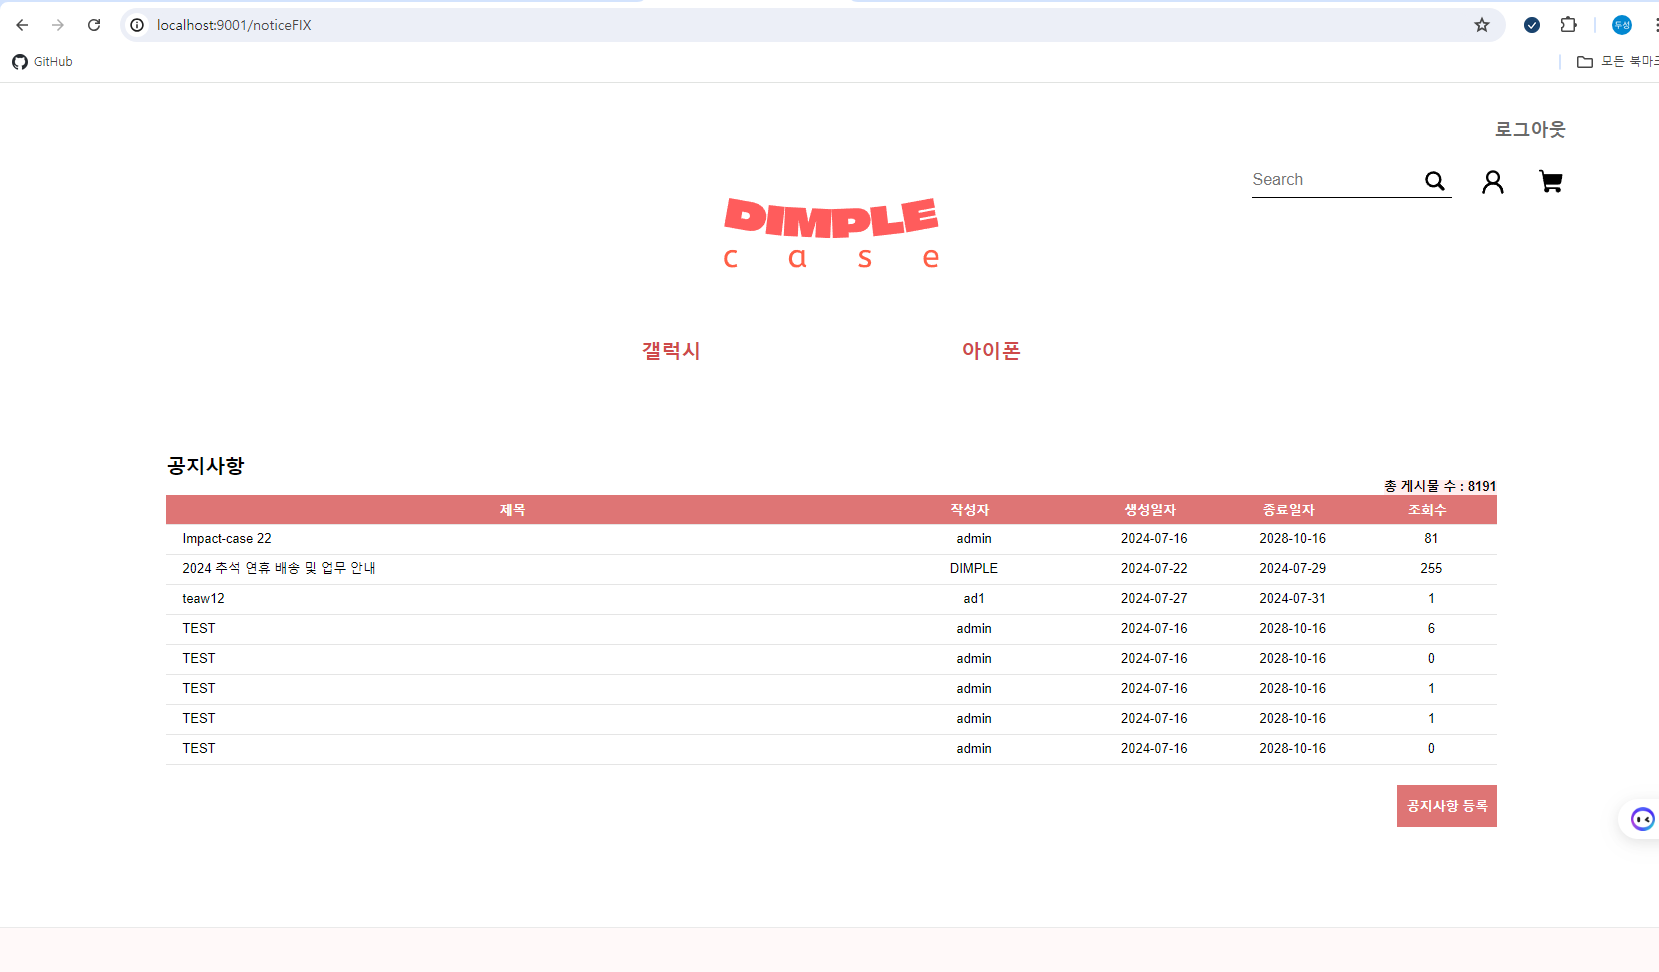 localhost:9001/noticeFIX
두성
GitHub
모든 북마크
로그아웃
Search
DIMPLE
case
갤럭시 아이폰
공지사항
총 게시물 수 : 8191
제목 작성자 생성일자 종료일자 조회수
Impact-case 22 admin 2024-07-16 2028-10-16 81
2024 추석 연휴 배송 및 업무 안내 DIMPLE 2024-07-22 2024-07-29 255
teaw12 ad1 2024-07-27 2024-07-31 1
TEST admin 2024-07-16 2028-10-16 6
TEST admin 2024-07-16 2028-10-16 0
TEST admin 2024-07-16 2028-10-16 1
TEST admin 2024-07-16 2028-10-16 1
TEST admin 2024-07-16 2028-10-16 0
공지사항 등록